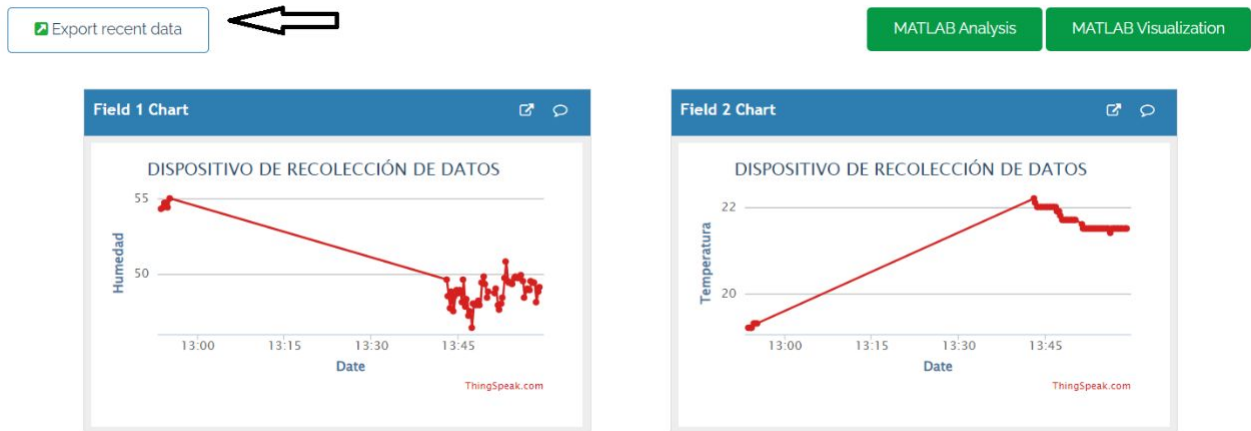 Export recent data
MATLAB Analysis
MATLAB Visualization
Field 1 Chart
DISPOSITIVO DE RECOLECCIÓN DE DATOS
55
50
Humedad
13:00 13:15 13:30 13:45
Date
ThingSpeak.com
Field 2 Chart
DISPOSITIVO DE RECOLECCIÓN DE DATOS
22
20
Temperatura
13:00 13:15 13:30 13:45
Date
ThingSpeak.com